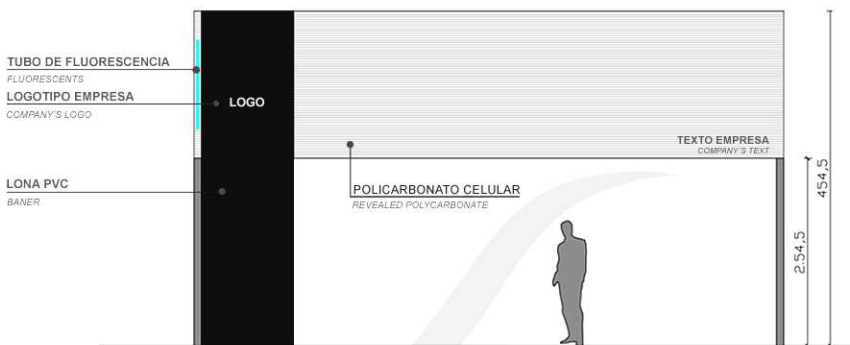 TUBO DE FLUORESCENCIA
FLUORESCENTS
LOGOTIPO EMPRESA
COMPANY'S LOGO
LOGO
TEXTO EMPRESA
COMPANY'S TEXT
LONA PVC
BANER
POLICARBONATO CELULAR
REVEALED POLYCARBONATE
2.54,5
454,5